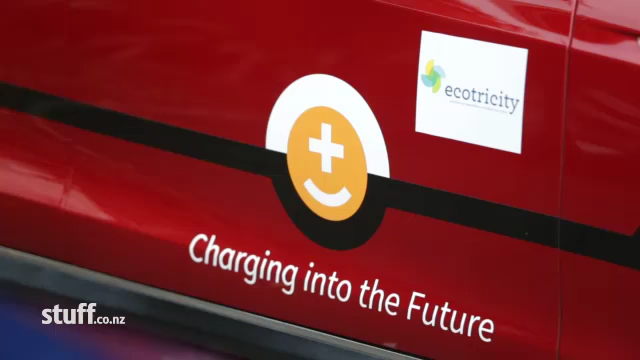 ecotricity
Charging into the Future
stuff.co.nz